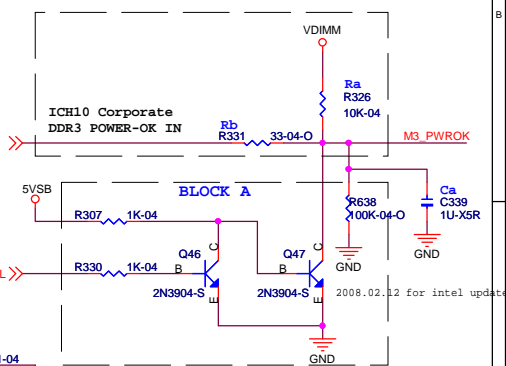 B
VDIMM
Ra
R326
10K-04
ICH10 Corporate
DDR3 POWER-OK IN
Rb
R331 33-04-O
M3_PWROK
5VSB
BLOCK A
R638
100K-04-O
Ca
C339
1U-X5R
R307 1K-04
GND
GND
Q46
C
Q47
C
L
R330 1K-04
B
B
2N3904-S
E
2N3904-S
E
2008.02.12 for intel update
GND
1-04